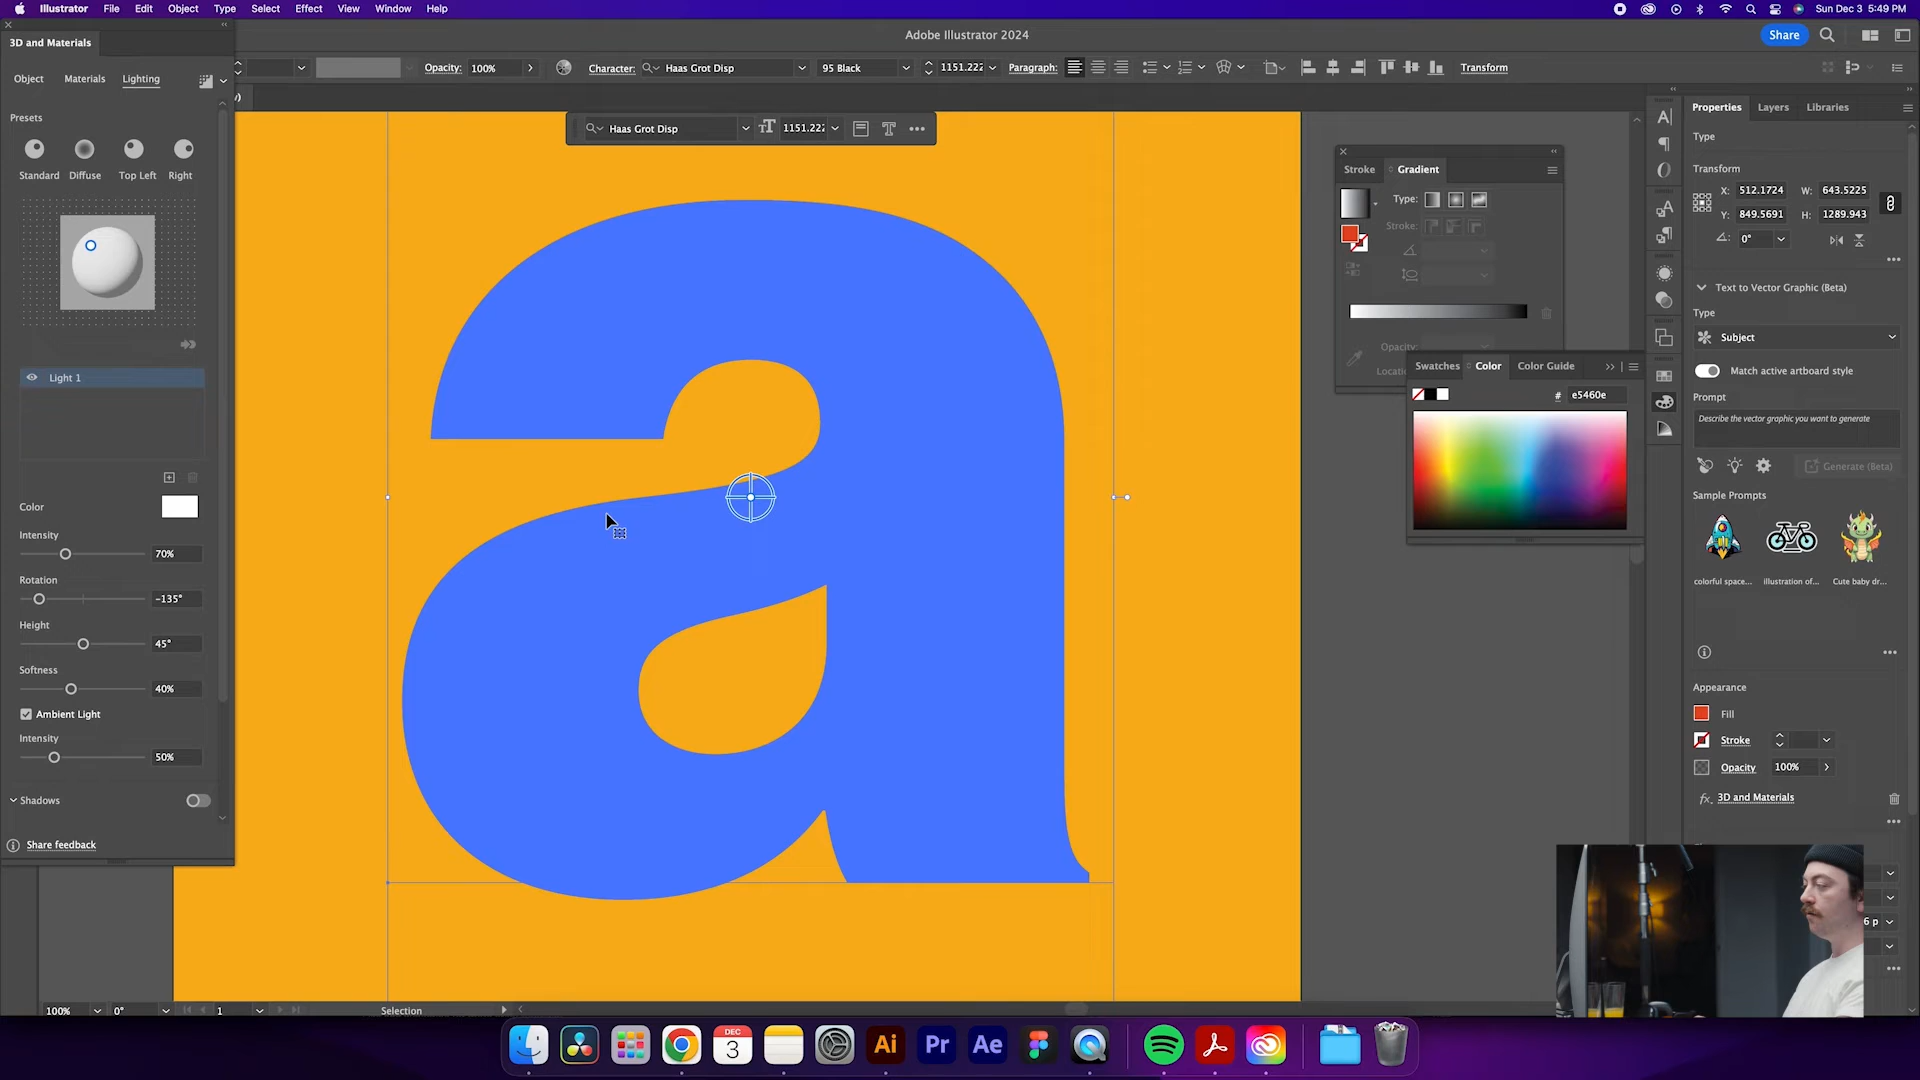 Illustrator File Edit Object Type Select Effect View Window Help
Sun Dec 3 5:49 PM
3D and Materials
Adobe Illustrator 2024
Share
Object Materials Lighting
Opacity: 100%
Character: Haas Grot Disp
95 Black
1151.222
Paragraph:
Transform
Presets
Standard Diffuse Top Left Right
Light 1
Color
Intensity
70%
Rotation
-135°
Height
45°
Softness
40%
Ambient Light
Intensity
50%
Shadows
Share feedback
Haas Grot Disp
1151.222
a
Stroke Gradient
Type:
Stroke:
Opacity:
Locati
Swatches Color Color Guide
# e5460e
Properties Layers Libraries
Type
Transform
X: 512.1724 W: 643.5225
Y: 849.5691 H: 1289.943
0°
Text to Vector Graphic (Beta)
Type
Subject
Match active artboard style
Prompt
Describe the vector graphic you want to generate
Generate (Beta)
Sample Prompts
colorful space... illustration of... Cute baby dr...
Appearance
Fill
Stroke
Opacity 100%
fx 3D and Materials
6 p
100% 0° 1 Selection
DEC
3
Ai Pr Ae